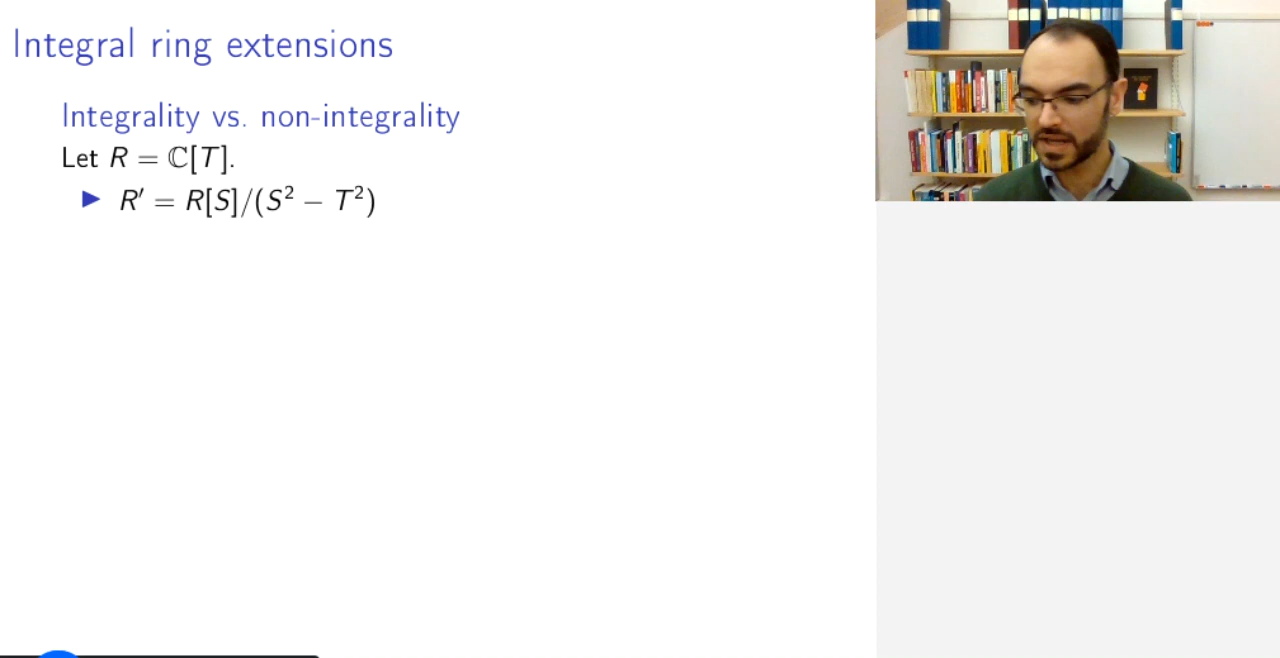 Integral ring extensions
Integrality vs. non-integrality
Let R = ℂ[T].
▶ R′ = R[S]/(S² − T²)